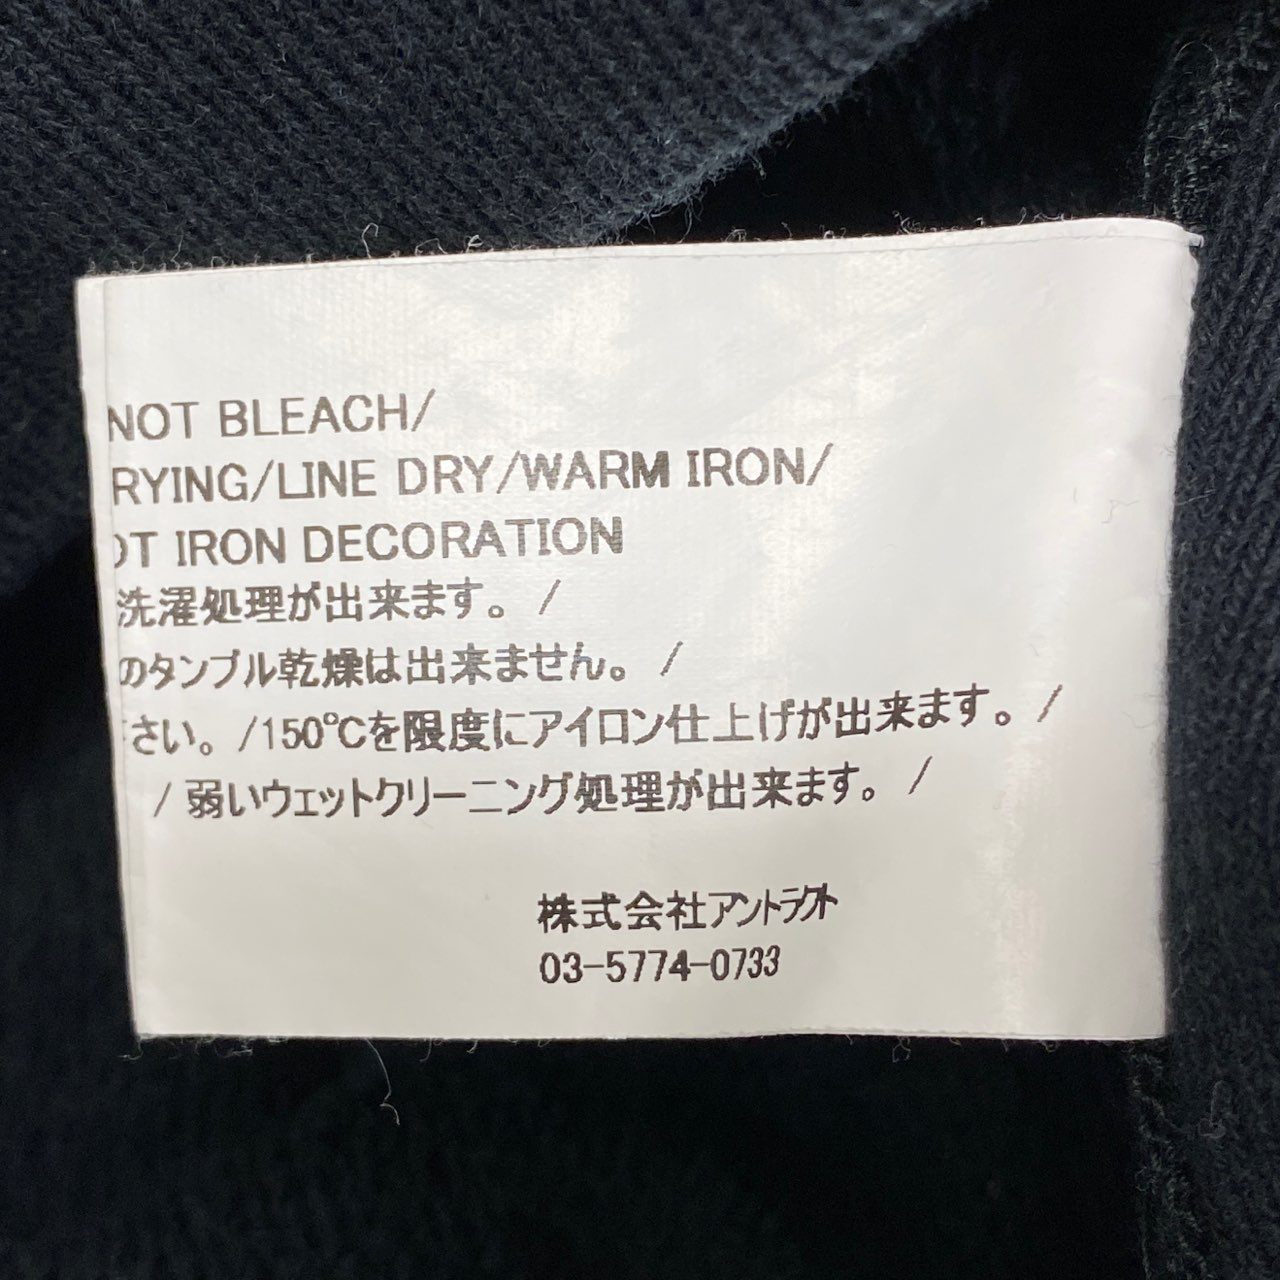 NOT BLEACH/
RYING/LINE DRY/WARM IRON/
OT IRON DECORATION
洗濯処理が出来ます。/
のタンブル乾燥は出来ません。/
さい。/150℃を限度にアイロン仕上げが出来ます。/
/弱いウェットクリーニング処理が出来ます。/
株式会社アントラクト
03-5774-0733